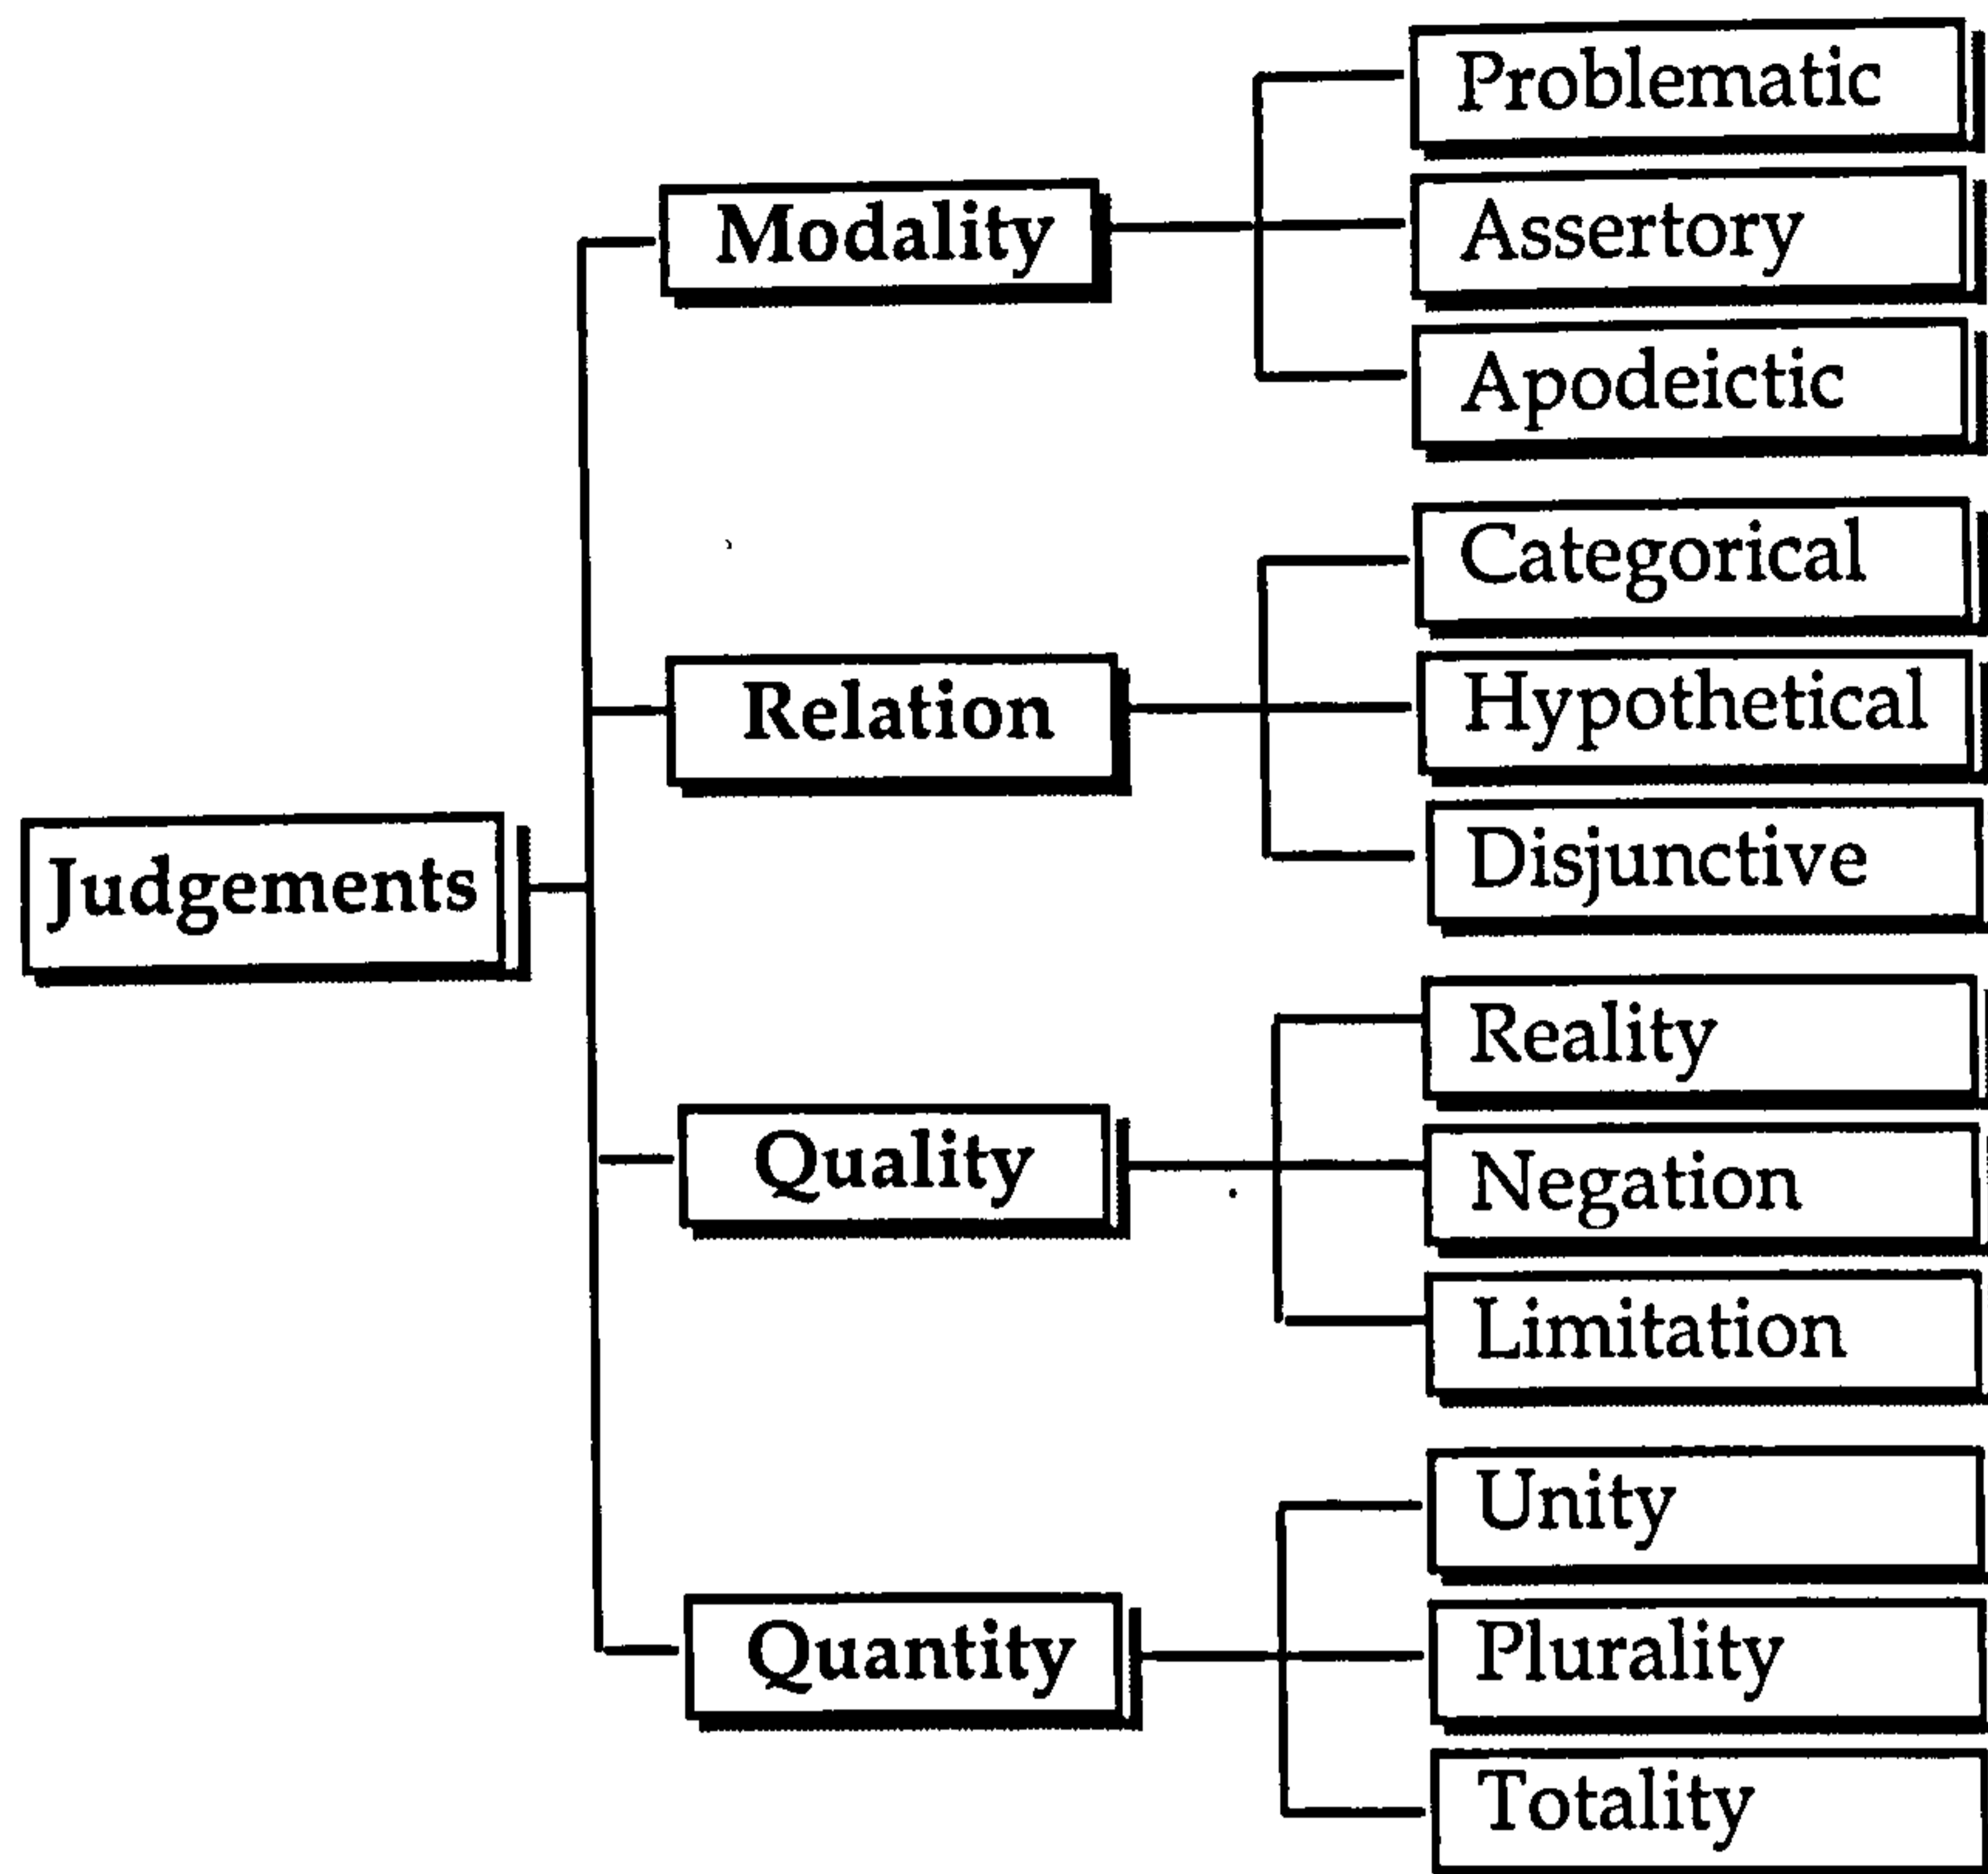 Judgements
Modality
Problematic
Assertory
Apodeictic
Relation
Categorical
Hypothetical
Disjunctive
Quality
Reality
Negation
Limitation
Quantity
Unity
Plurality
Totality